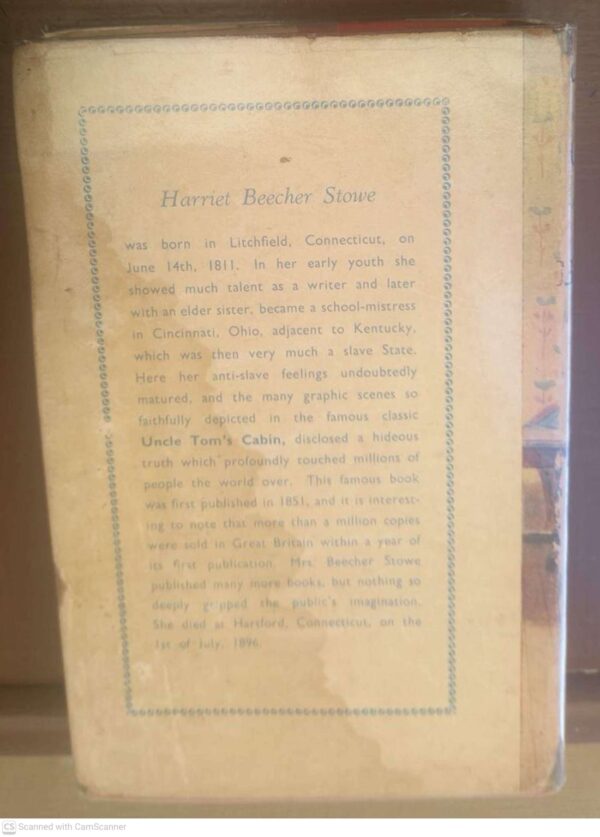 Harriet Beecher Stowe
was born in Litchfield, Connecticut, on
June 14th, 1811. In her early youth she
showed much talent as a writer and later
with an elder sister, became a school-mistress
in Cincinnati, Ohio, adjacent to Kentucky,
which was then very much a slave State.
Here her anti-slave feelings undoubtedly
matured, and the many graphic scenes so
faithfully depicted in the famous classic
Uncle Tom's Cabin, disclosed a hideous
truth which profoundly touched millions of
people the world over. This famous book
was first published in 1851, and it is interest-
ing to note that more than a million copies
were sold in Great Britain within a year of
its first publication. Mrs. Beecher Stowe
published many more books, but nothing so
deeply gripped the public's imagination.
She died at Hartford, Connecticut, on the
1st of July, 1896.
CS Scanned with CamScanner